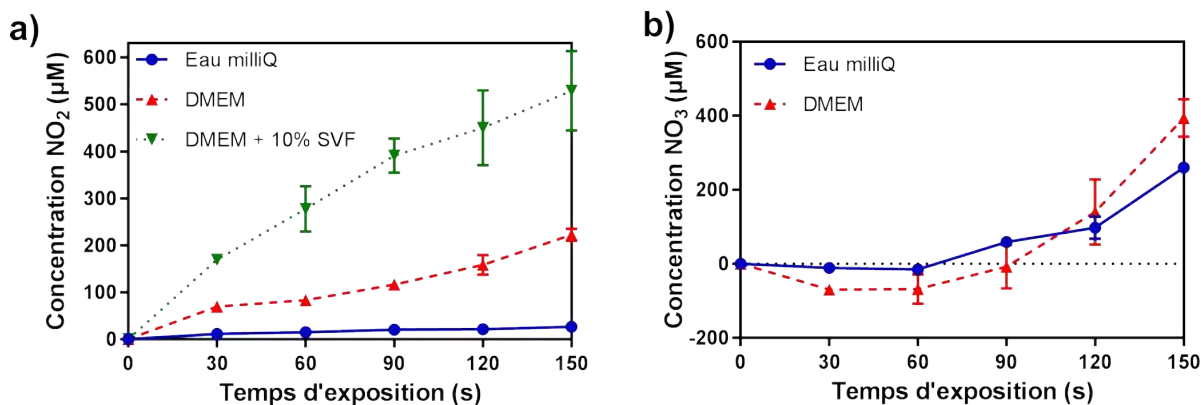 a)
Concentration NO2 (µM)
600
500
400
300
200
100
0
Eau milliQ
DMEM
DMEM + 10% SVF
0 30 60 90 120 150
Temps d'exposition (s)
b)
Concentration NO3 (µM)
600
400
200
0
-200
Eau milliQ
DMEM
0 30 60 90 120 150
Temps d'exposition (s)